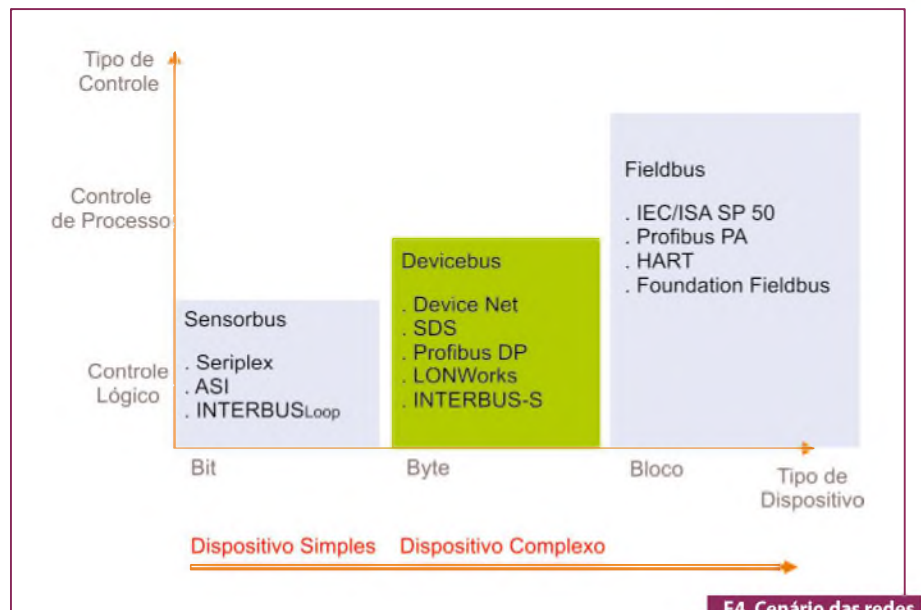 Tipo de
Controle
Controle
de Processo
Controle
Lógico
Sensorbus
. Seriplex
. ASI
. INTERBUSLoop
Devicebus
. Device Net
. SDS
. Profibus DP
. LONWorks
. INTERBUS-S
Fieldbus
. IEC/ISA SP 50
. Profibus PA
. HART
. Foundation Fieldbus
Bit
Byte
Bloco
Tipo de
Dispositivo
Dispositivo Simples
Dispositivo Complexo
F4. Cenário das redes